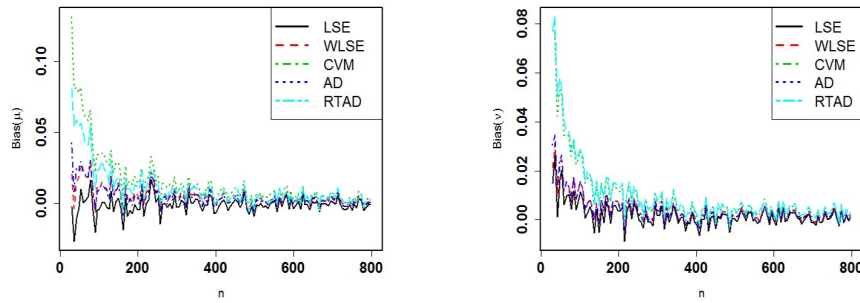 Bias(μ)
0.10
0.05
0.00
LSE
WLSE
CVM
AD
RTAD
0 200 400 600 800
n
Bias(ν)
0.08
0.06
0.04
0.02
0.00
LSE
WLSE
CVM
AD
RTAD
0 200 400 600 800
n